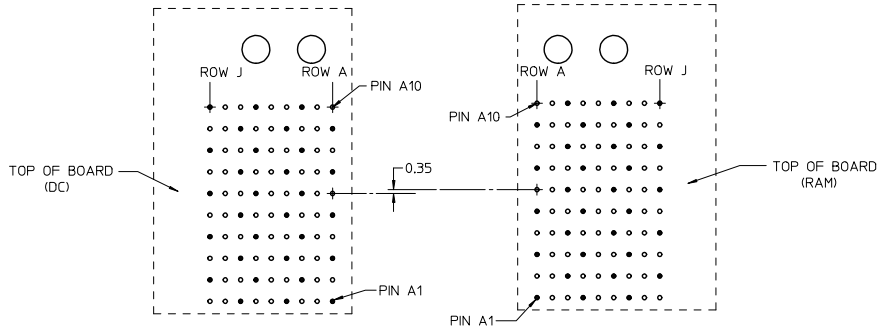 ROW J
ROW A
PIN A10
TOP OF BOARD
(DC)
0.35
PIN A1
ROW A
ROW J
PIN A10
TOP OF BOARD
(RAM)
PIN A1